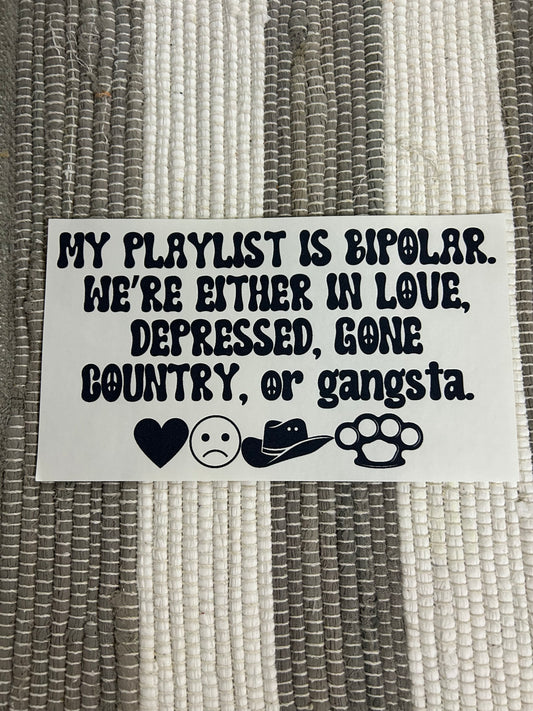 MY PLAYLIST IS BIPOLAR.
WE'RE EITHER IN LOVE,
DEPRESSED, GONE
COUNTRY, or gangsta.